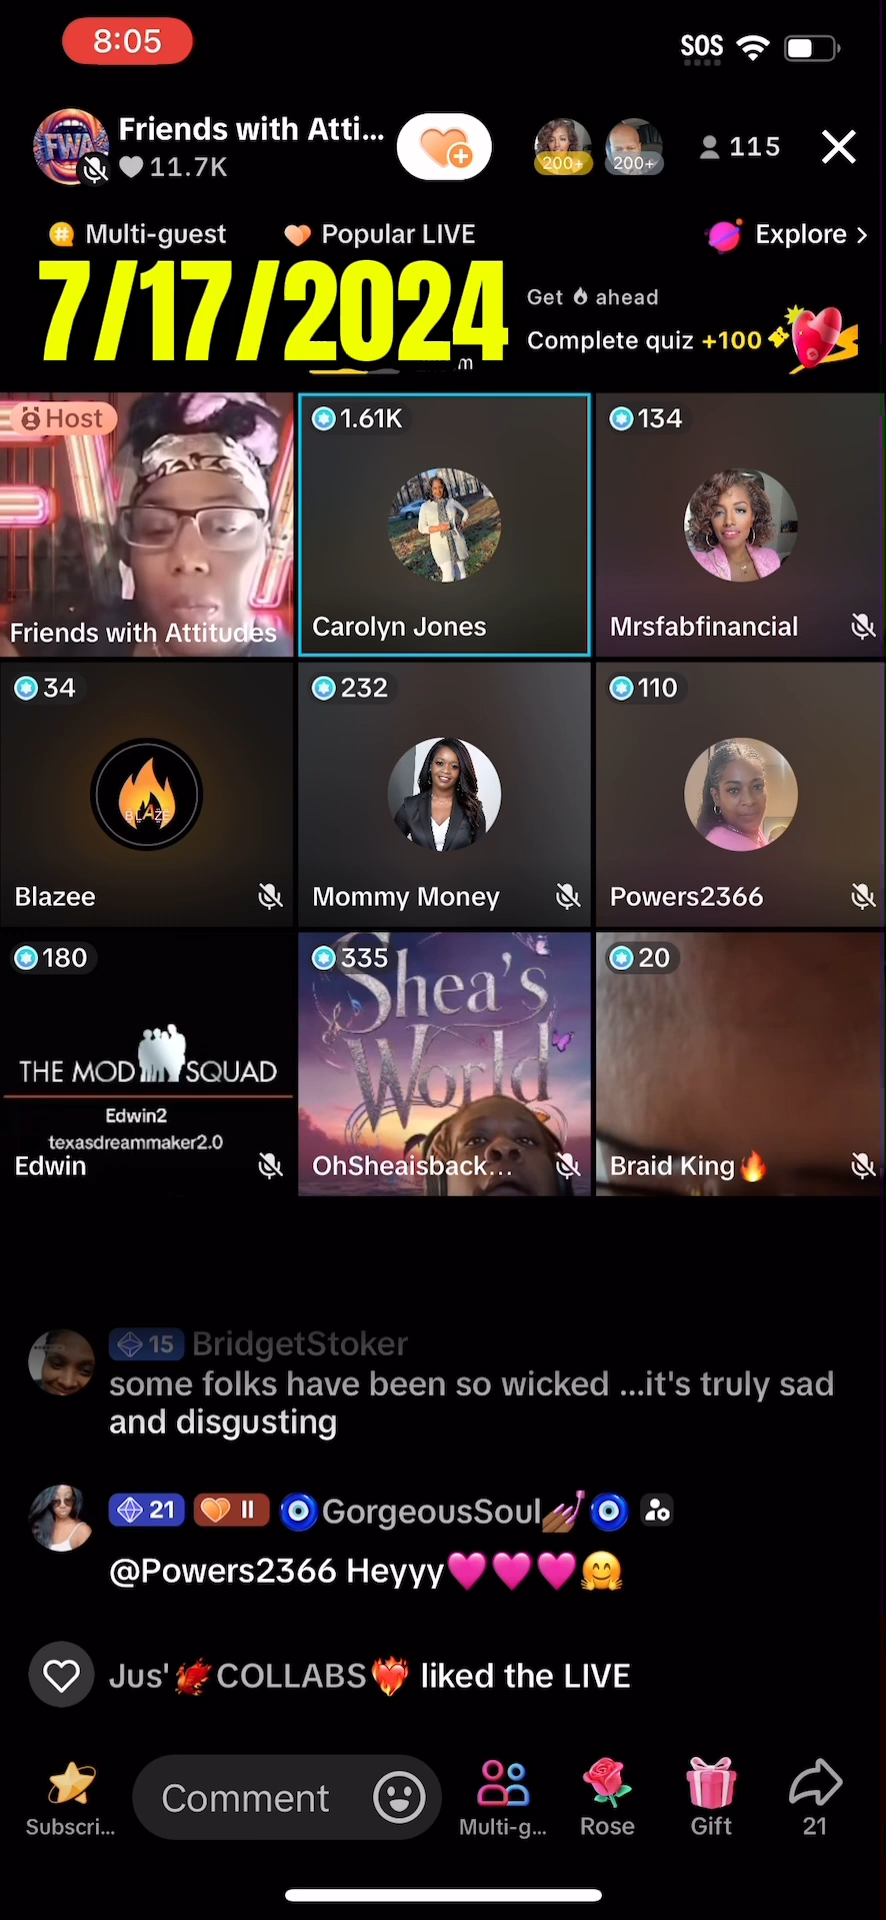 8:05
SOS
Friends with Atti...
FWA
11.7K
200+
200+
115
Multi-guest
Popular LIVE
Explore >
7/17/2024
Get ahead
Complete quiz +100
m
Host
Friends with Attitudes
1.61K
Carolyn Jones
134
Mrsfabfinancial
34
BLAZE
Blazee
232
Mommy Money
110
Powers2366
180
THE MOD SQUAD
Edwin2
texasdreammaker2.0
Edwin
335
Shea's
World
OhSheaisback...
20
Braid King🔥
15 BridgetStoker
some folks have been so wicked ...it's truly sad
and disgusting
21 II 🧿GorgeousSoul💅🏾🧿
@Powers2366 Heyyy🩷🩷🩷🤗
Jus'🐦‍🔥COLLABS❤️‍🔥 liked the LIVE
Subscri...
Comment
Multi-g...
Rose
Gift
21